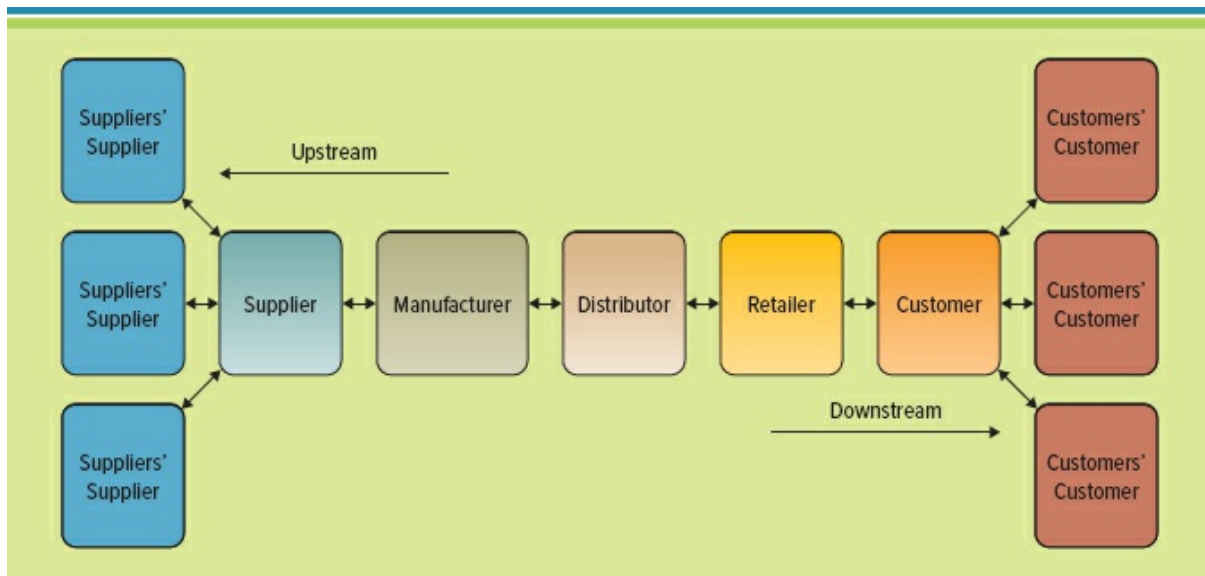 Suppliers'
Supplier
Customers'
Customer
Upstream
Suppliers'
Supplier
Supplier
Manufacturer
Distributor
Retailer
Customer
Customers'
Customer
Downstream
Suppliers'
Supplier
Customers'
Customer